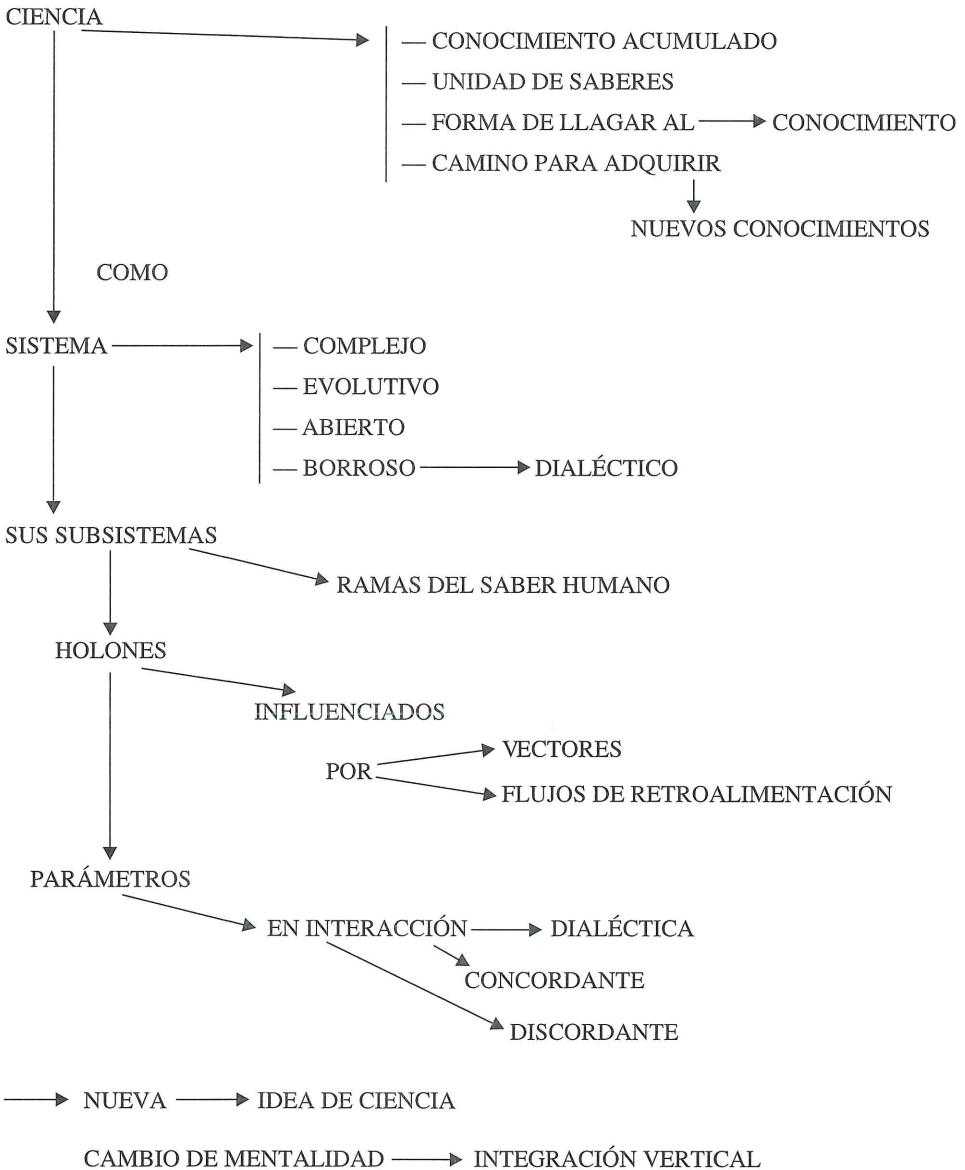 CIENCIA
— CONOCIMIENTO ACUMULADO
— UNIDAD DE SABERES
— FORMA DE LLAGAR AL CONOCIMIENTO
— CAMINO PARA ADQUIRIR
NUEVOS CONOCIMIENTOS
COMO
SISTEMA — COMPLEJO
— EVOLUTIVO
— ABIERTO
— BORROSO DIALÉCTICO
SUS SUBSISTEMAS
RAMAS DEL SABER HUMANO
HOLONES
INFLUENCIADOS
VECTORES
POR
FLUJOS DE RETROALIMENTACIÓN
PARÁMETROS
EN INTERACCIÓN DIALÉCTICA
CONCORDANTE
DISCORDANTE
NUEVA IDEA DE CIENCIA
CAMBIO DE MENTALIDAD INTEGRACIÓN VERTICAL